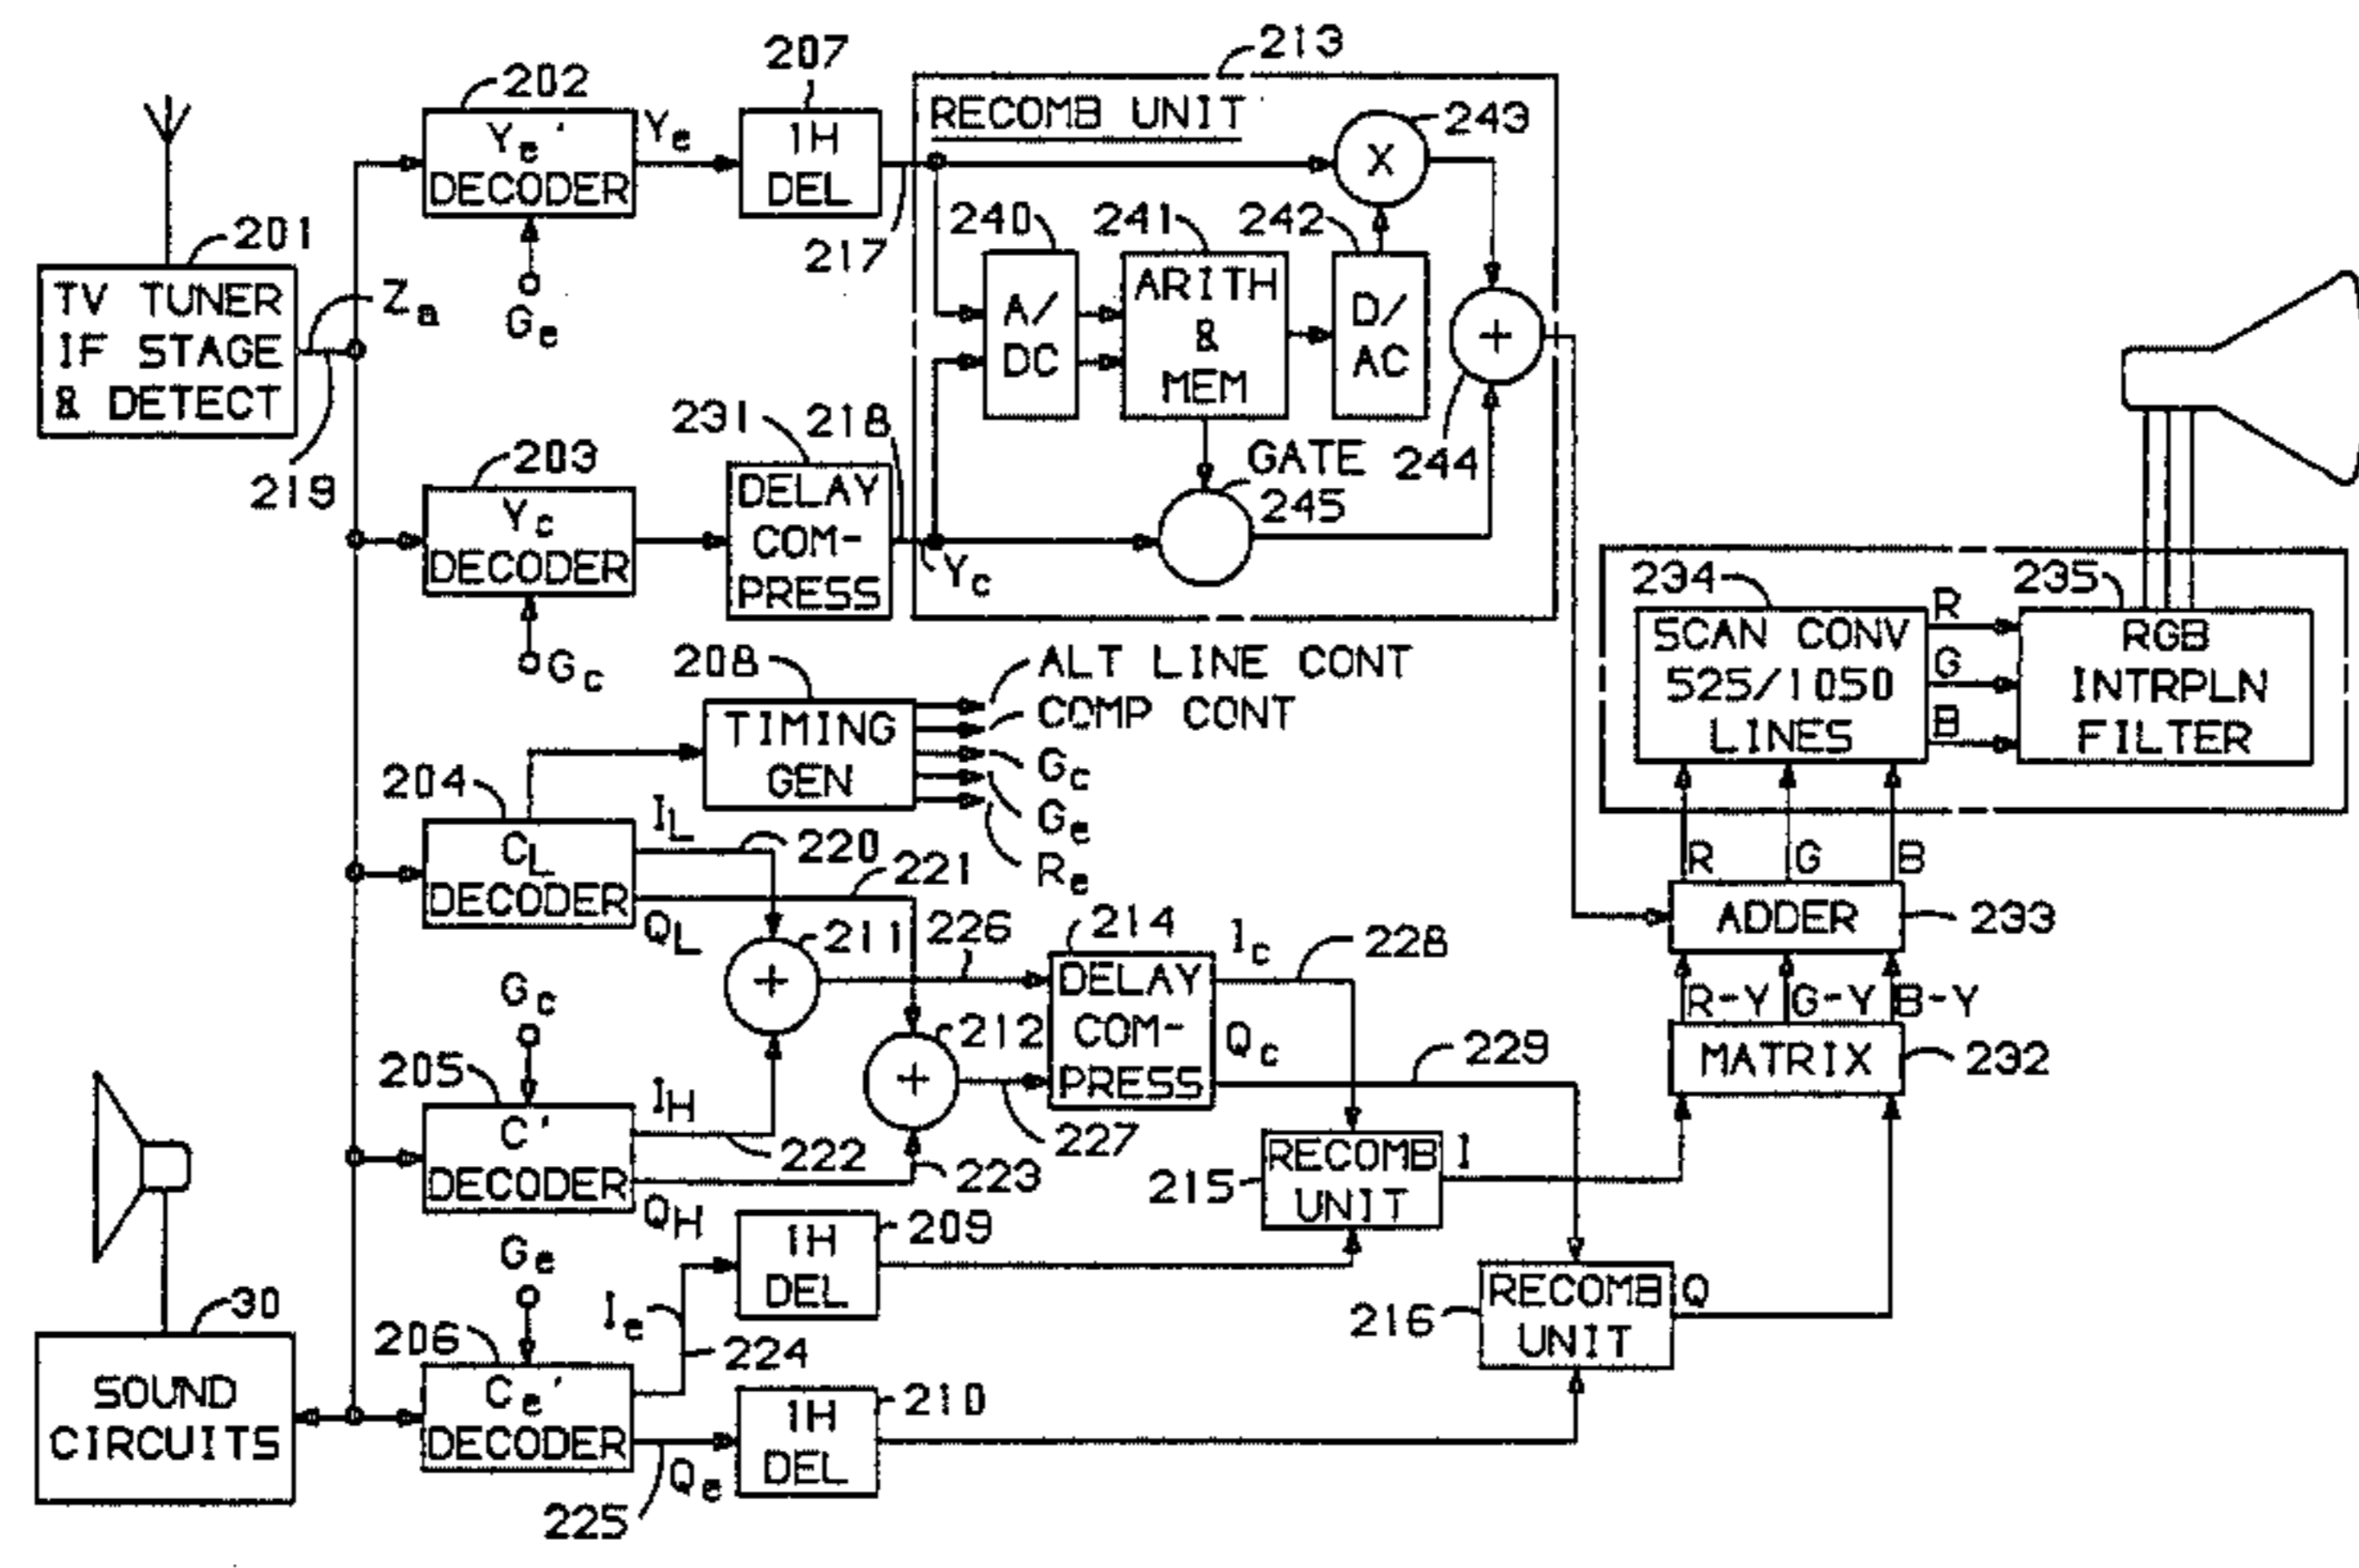 207
213
202
RECOMB UNIT
243
Ye' DECODER
Ye
1H DEL
X
201
217
240
241
242
TV TUNER
IF STAGE
& DETECT
Za
Ge
A/
DC
ARITH
&
MEM
D/
AC
+
219
203
231
218
GATE
245
244
Yc
DECODER
DELAY
COM-
PRESS
Yc
Gc
208
ALT LINE CONT
COMP CONT
Gc
Ge
Re
TIMING
GEN
234
235
SCAN CONV
525/1050
LINES
R
G
B
RGB
INTRPLN
FILTER
204
CL
DECODER
IL
220
221
QL
R
G
B
ADDER
233
211
+
226
214
Ic
228
DELAY
COM-
PRESS
Qc
229
R-Y
G-Y
B-Y
MATRIX
232
Gc
212
+
205
C'
DECODER
IH
222
227
223
QH
RECOMB
UNIT
I
215
Ge
1H
DEL
209
Ie
224
RECOMB
UNIT
Q
216
30
SOUND
CIRCUITS
206
Ce'
DECODER
1H
DEL
210
Qe
225